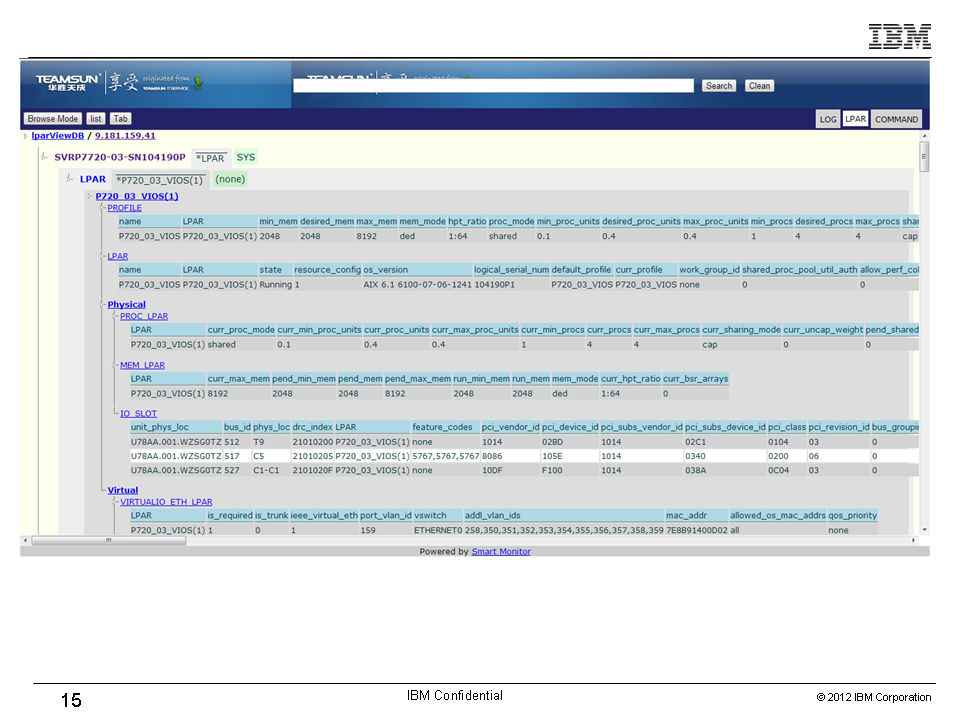 IBM
TEAMSUN 华胜天成 享受 originated from TEAMSUN IT SERVICE
Search Clean
Browse Mode list Tab LOG LPAR COMMAND
lparViewDB / 9.181.159.41
SVRP7720-03-SN104190P *LPAR SYS
LPAR *P720_03_VIOS(1) (none)
P720_03_VIOS(1)
PROFILE
name LPAR min_mem desired_mem max_mem mem_mode hpt_ratio proc_mode min_proc_units desired_proc_units max_proc_units min_procs desired_procs max_procs shar
P720_03_VIOS P720_03_VIOS(1) 2048 2048 8192 ded 1:64 shared 0.1 0.4 0.4 1 4 4 cap
LPAR
name LPAR state resource_config os_version logical_serial_num default_profile curr_profile work_group_id shared_proc_pool_util_auth allow_perf_col
P720_03_VIOS P720_03_VIOS(1) Running 1 AIX 6.1 6100-07-06-1241 104190P1 P720_03_VIOS P720_03_VIOS none 0 0
Physical
PROC_LPAR
LPAR curr_proc_mode curr_min_proc_units curr_proc_units curr_max_proc_units curr_min_procs curr_procs curr_max_procs curr_sharing_mode curr_uncap_weight pend_shared
P720_03_VIOS(1) shared 0.1 0.4 0.4 1 4 4 cap 0 0
MEM_LPAR
LPAR curr_max_mem pend_min_mem pend_mem pend_max_mem run_min_mem run_mem mem_mode curr_hpt_ratio curr_bsr_arrays
P720_03_VIOS(1) 8192 2048 2048 8192 2048 2048 ded 1:64 0
IO_SLOT
unit_phys_loc bus_id phys_loc drc_index LPAR feature_codes pci_vendor_id pci_device_id pci_subs_vendor_id pci_subs_device_id pci_class pci_revision_id bus_groupin
U78AA.001.WZSG0TZ 512 T9 21010200 P720_03_VIOS(1) none 1014 02BD 1014 02C1 0104 03 0
U78AA.001.WZSG0TZ 517 C5 21010205 P720_03_VIOS(1) 5767,5767,5767 8086 105E 1014 0340 0200 06 0
U78AA.001.WZSG0TZ 527 C1-C1 2101020F P720_03_VIOS(1) none 10DF F100 1014 038A 0C04 03 0
Virtual
VIRTUALIO_ETH_LPAR
LPAR is_required is_trunk ieee_virtual_eth port_vlan_id vswitch addl_vlan_ids mac_addr allowed_os_mac_addrs qos_priority
P720_03_VIOS(1) 1 0 1 159 ETHERNET0 258,350,351,352,353,354,355,356,357,358,359 7E8B91400D02 all none
Powered by Smart Monitor
15 IBM Confidential © 2012 IBM Corporation